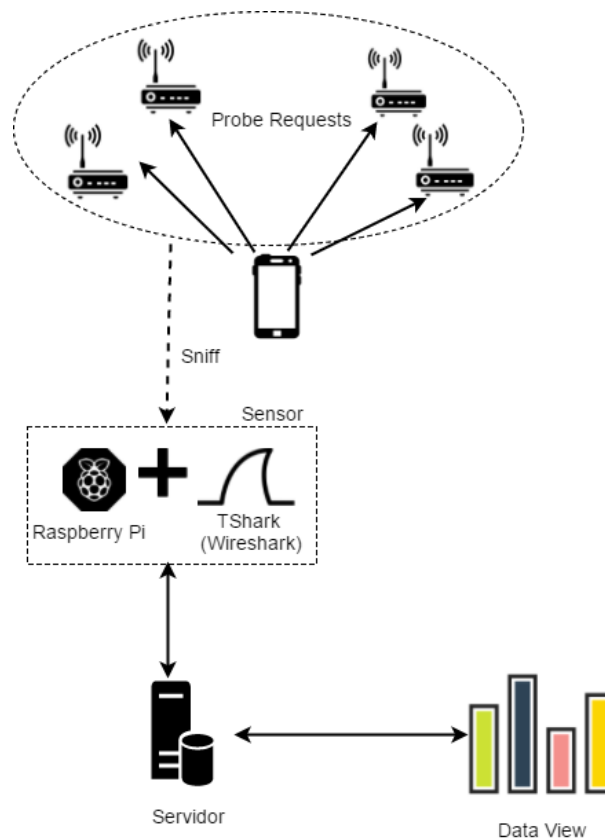 Probe Requests
Sniff
Sensor
Raspberry Pi
TShark
(Wireshark)
Servidor
Data View